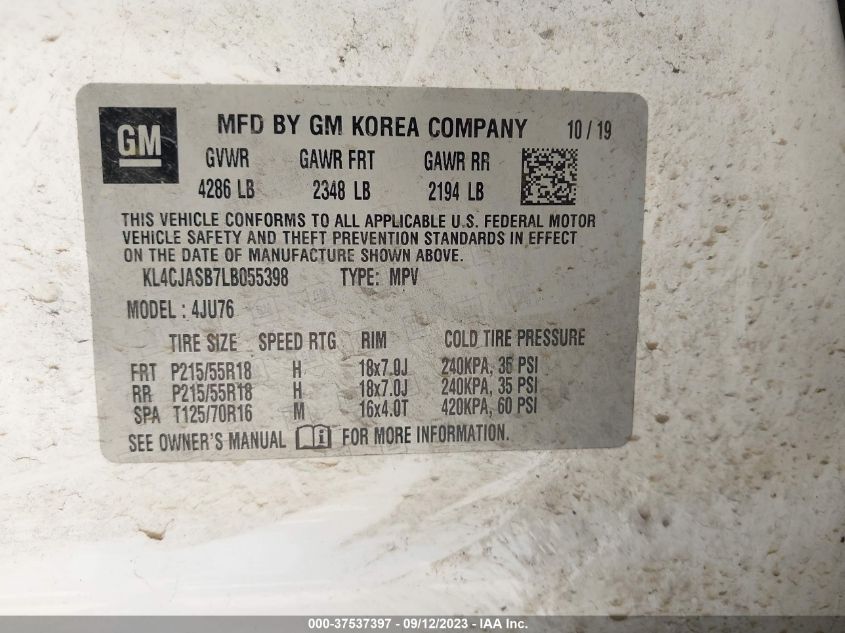 GM
MFD BY GM KOREA COMPANY 10 / 19
GVWR GAWR FRT GAWR RR
4286 LB 2348 LB 2194 LB
THIS VEHICLE CONFORMS TO ALL APPLICABLE U.S. FEDERAL MOTOR
VEHICLE SAFETY AND THEFT PREVENTION STANDARDS IN EFFECT
ON THE DATE OF MANUFACTURE SHOWN ABOVE.
KL4CJASB7LB055398 TYPE: MPV
MODEL : 4JU76
TIRE SIZE SPEED RTG RIM COLD TIRE PRESSURE
FRT P215/55R18 H 18x7.0J 240KPA, 35 PSI
RR P215/55R18 H 18x7.0J 240KPA, 35 PSI
SPA T125/70R16 M 16x4.0T 420KPA, 60 PSI
SEE OWNER'S MANUAL FOR MORE INFORMATION.
000-37537397 - 09/12/2023 - IAA Inc.